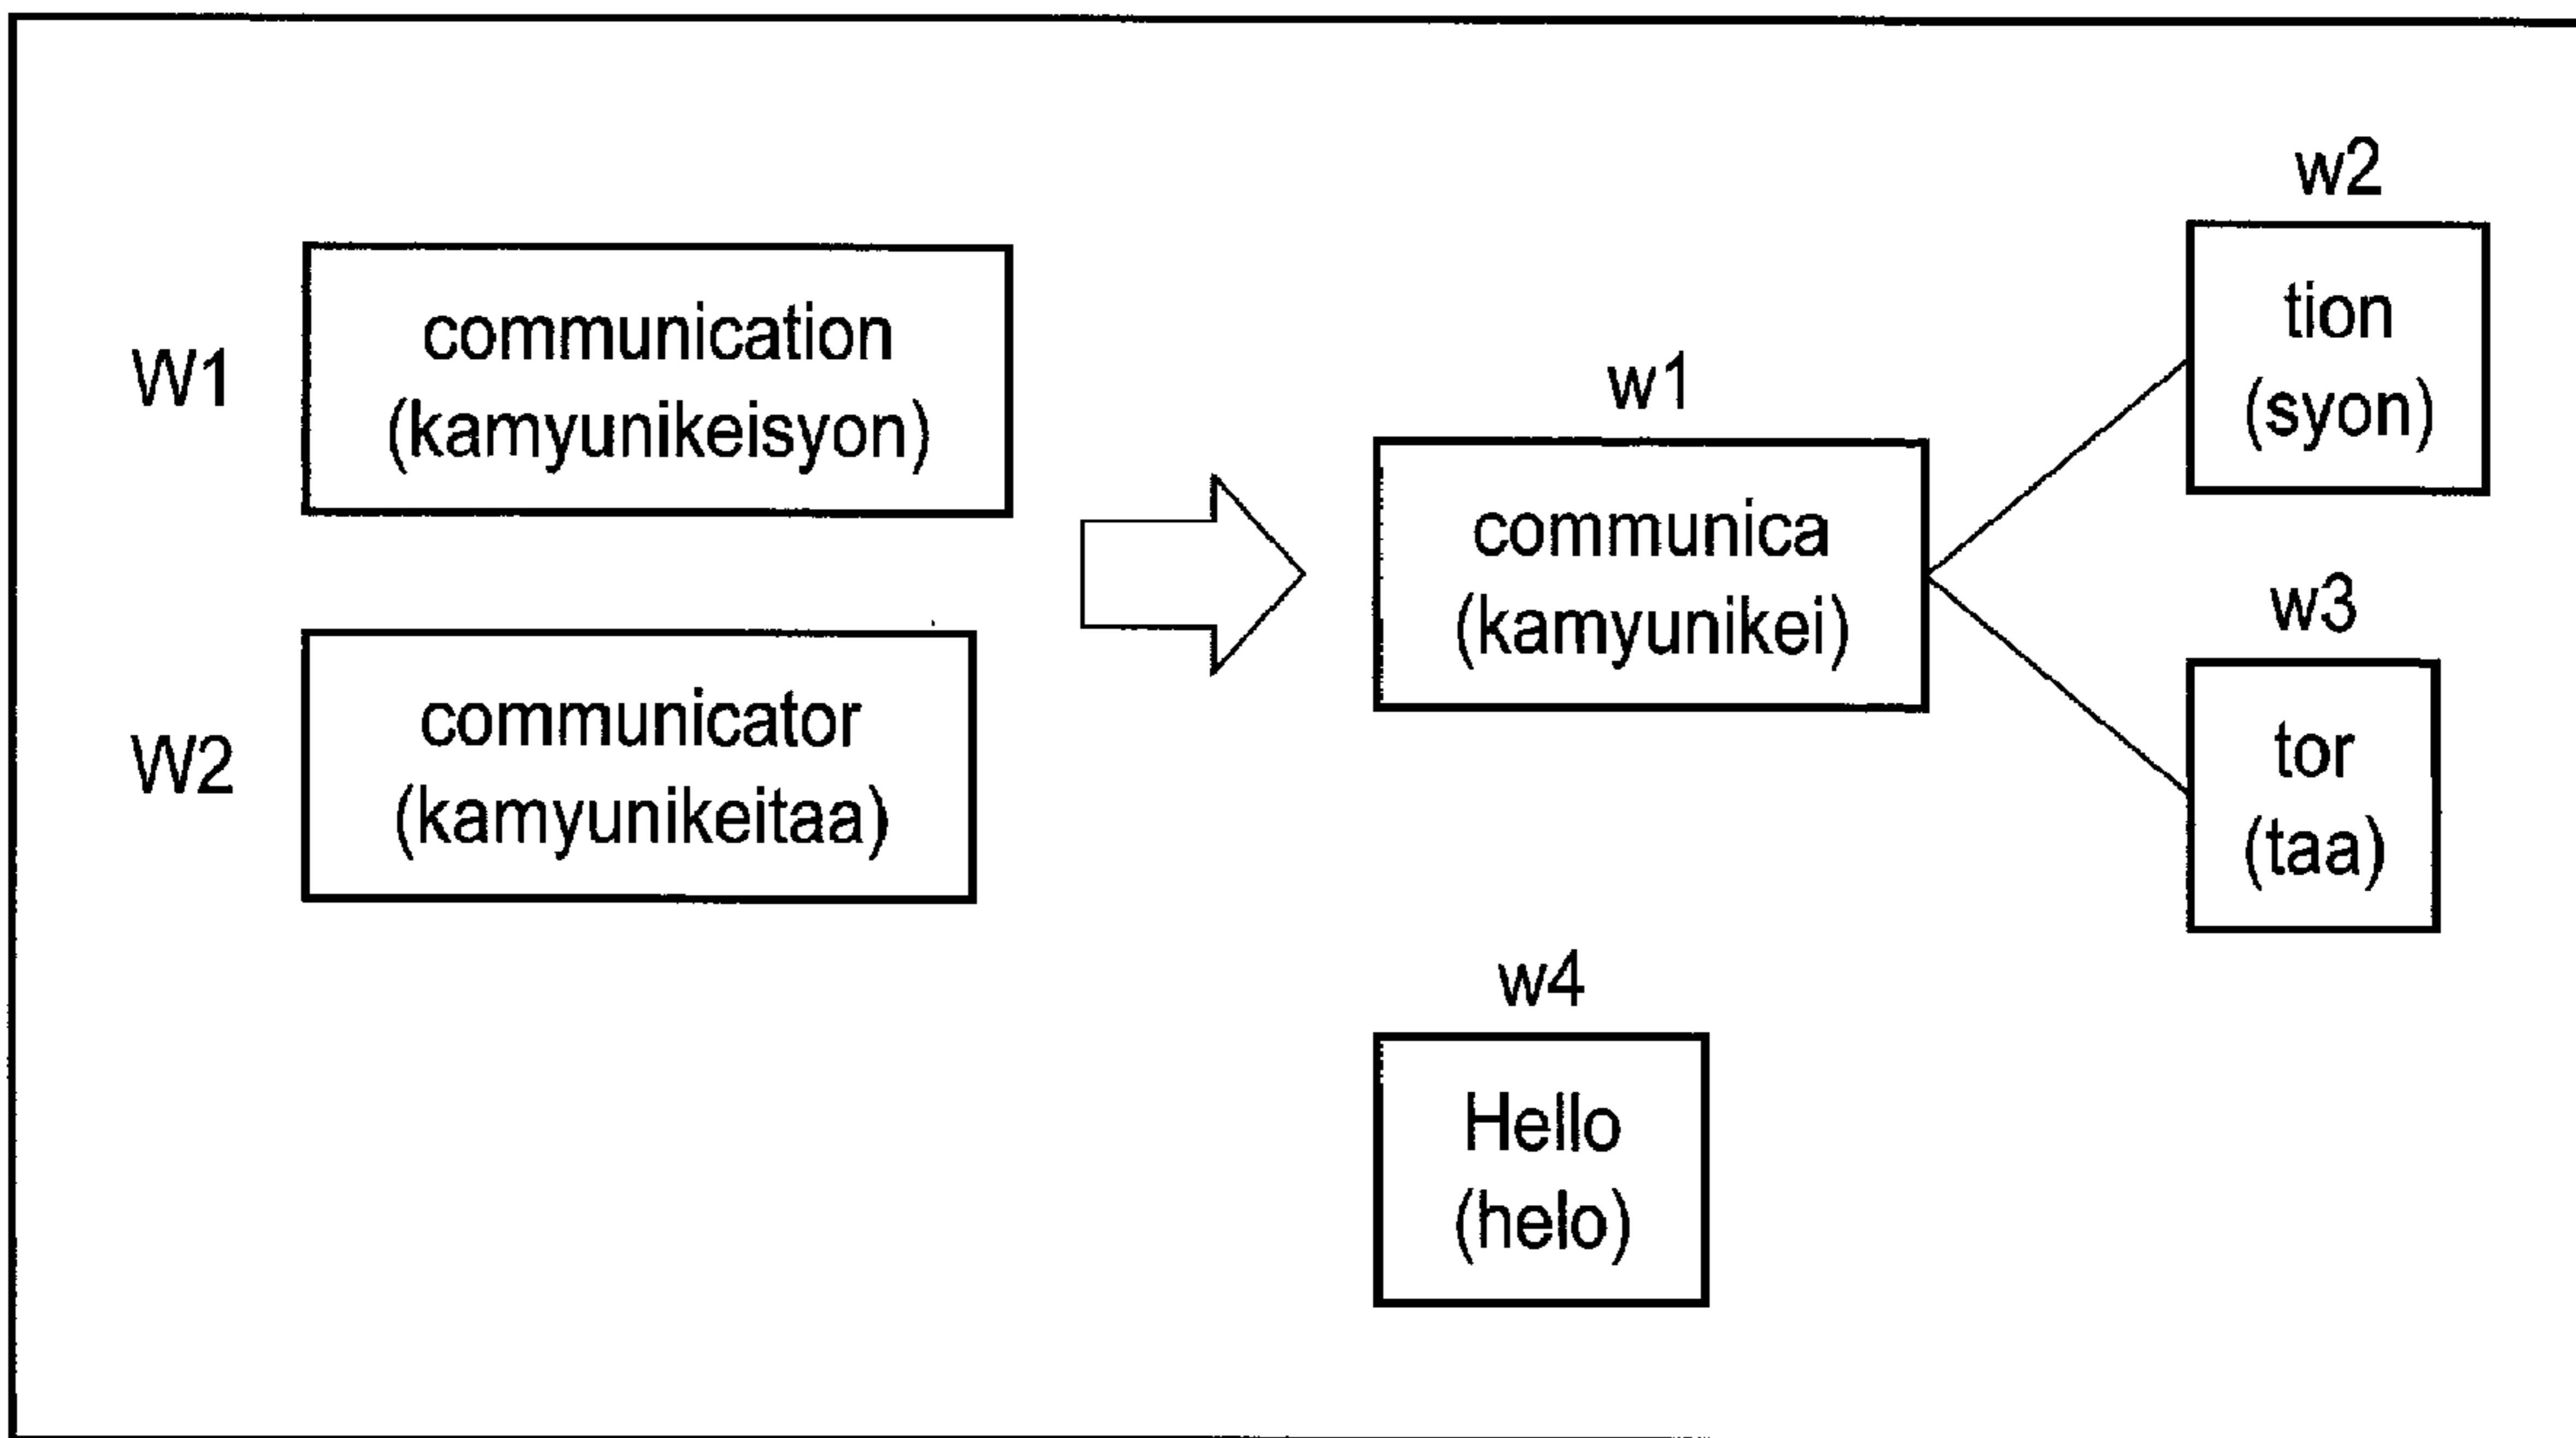 W1
communication
(kamyunikeisyon)
W2
communicator
(kamyunikeitaa)
w1
communica
(kamyunikei)
w2
tion
(syon)
w3
tor
(taa)
w4
Hello
(helo)